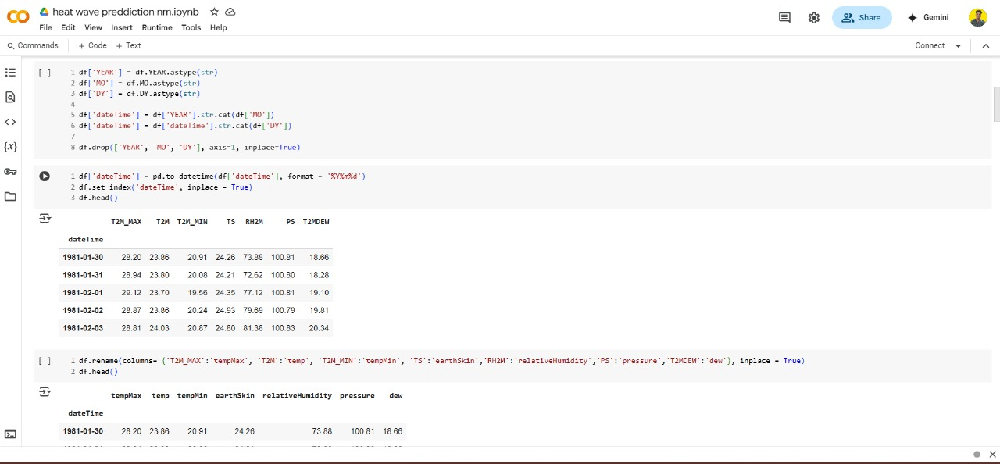 heat wave preddiction nm.ipynb
File Edit View Insert Runtime Tools Help
Share
Gemini
Commands + Code + Text
Connect
[ ] 1 df['YEAR'] = df.YEAR.astype(str)
2 df['MO'] = df.MO.astype(str)
3 df['DY'] = df.DY.astype(str)
4
5 df['dateTime'] = df['YEAR'].str.cat(df['MO'])
6 df['dateTime'] = df['dateTime'].str.cat(df['DY'])
7
8 df.drop(['YEAR', 'MO', 'DY'], axis=1, inplace=True)
1 df['dateTime'] = pd.to_datetime(df['dateTime'], format = '%Y%m%d')
2 df.set_index('dateTime', inplace = True)
3 df.head()
T2M_MAX T2M T2M_MIN TS RH2M PS T2MDEW
dateTime
1981-01-30 28.20 23.86 20.91 24.26 73.88 100.81 18.66
1981-01-31 28.94 23.80 20.08 24.21 72.62 100.80 18.28
1981-02-01 29.12 23.70 19.56 24.35 77.12 100.81 19.10
1981-02-02 28.87 23.86 20.24 24.93 79.69 100.79 19.81
1981-02-03 28.81 24.03 20.87 24.80 81.38 100.83 20.34
[ ] 1 df.rename(columns= {'T2M_MAX':'tempMax', 'T2M':'temp', 'T2M_MIN':'tempMin', 'TS':'earthSkin','RH2M':'relativeHumidity','PS':'pressure','T2MDEW':'dew'}, inplace = True)
2 df.head()
tempMax temp tempMin earthSkin relativeHumidity pressure dew
dateTime
1981-01-30 28.20 23.86 20.91 24.26 73.88 100.81 18.66